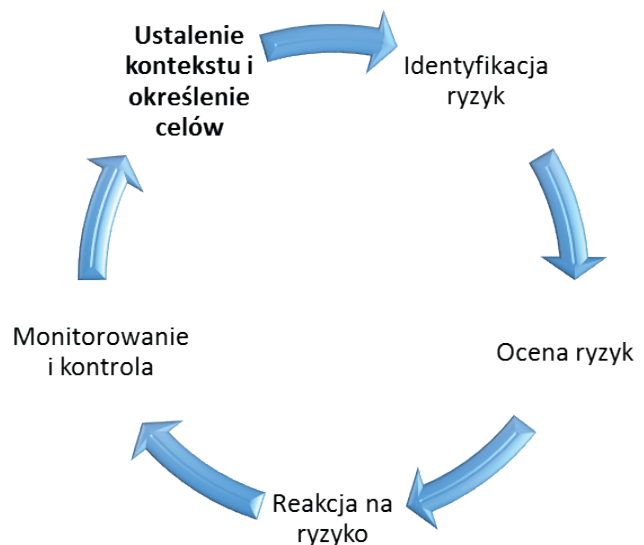 Ustalenie
kontekstu i
określenie
celów
Identyfikacja
ryzyk
Ocena ryzyk
Reakcja na
ryzyko
Monitorowanie
i kontrola